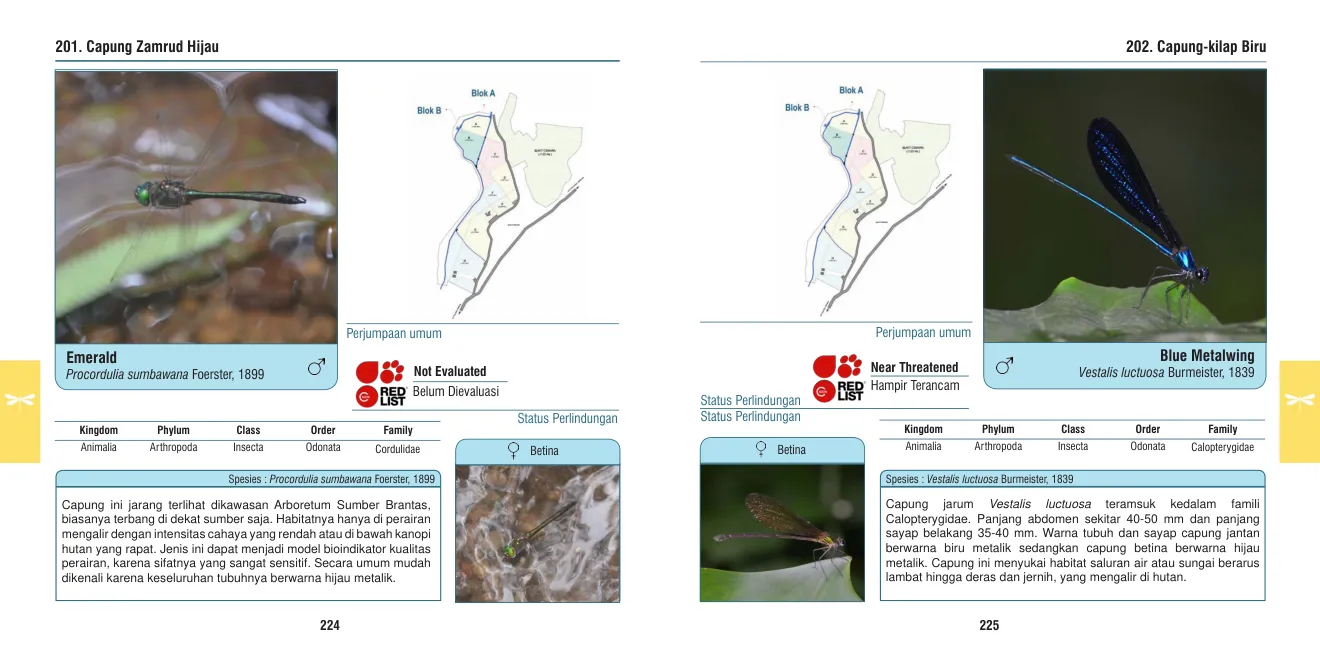 201. Capung Zamrud Hijau
Blok A
Blok B
Perjumpaan umum
Emerald
Procordulia sumbawana Foerster, 1899
Not Evaluated
Belum Dievaluasi
RED
LIST
Status Perlindungan
Kingdom Phylum Class Order Family
Animalia Arthropoda Insecta Odonata Cordulidae
Betina
Spesies : Procordulia sumbawana Foerster, 1899
Capung ini jarang terlihat dikawasan Arboretum Sumber Brantas,
biasanya terbang di dekat sumber saja. Habitatnya hanya di perairan
mengalir dengan intensitas cahaya yang rendah atau di bawah kanopi
hutan yang rapat. Jenis ini dapat menjadi model bioindikator kualitas
perairan, karena sifatnya yang sangat sensitif. Secara umum mudah
dikenali karena keseluruhan tubuhnya berwarna hijau metalik.
224
202. Capung-kilap Biru
Blok A
Blok B
Perjumpaan umum
Blue Metalwing
Vestalis luctuosa Burmeister, 1839
Near Threatened
Hampir Terancam
RED
LIST
Status Perlindungan
Status Perlindungan
Betina
Kingdom Phylum Class Order Family
Animalia Arthropoda Insecta Odonata Calopterygidae
Spesies : Vestalis luctuosa Burmeister, 1839
Capung jarum Vestalis luctuosa teramsuk kedalam famili
Calopterygidae. Panjang abdomen sekitar 40-50 mm dan panjang
sayap belakang 35-40 mm. Warna tubuh dan sayap capung jantan
berwarna biru metalik sedangkan capung betina berwarna hijau
metalik. Capung ini menyukai habitat saluran air atau sungai berarus
lambat hingga deras dan jernih, yang mengalir di hutan.
225